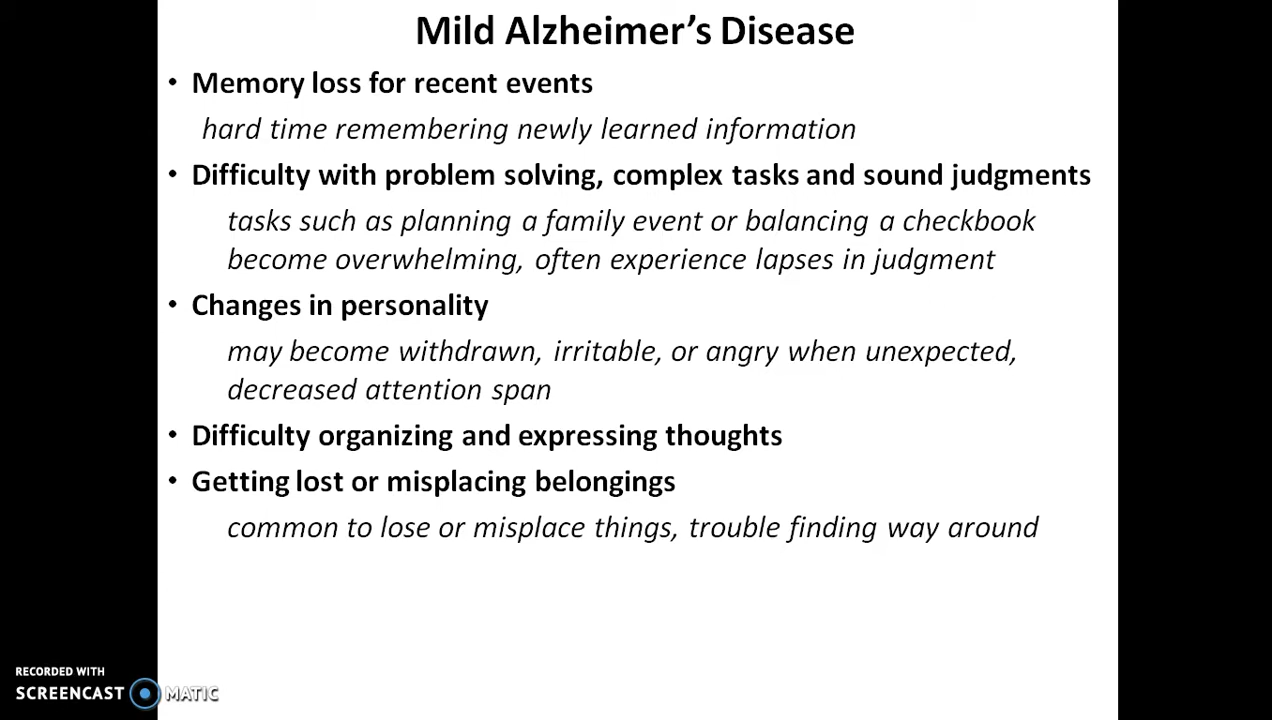 Mild Alzheimer's Disease
• Memory loss for recent events
hard time remembering newly learned information
• Difficulty with problem solving, complex tasks and sound judgments
tasks such as planning a family event or balancing a checkbook
become overwhelming, often experience lapses in judgment
• Changes in personality
may become withdrawn, irritable, or angry when unexpected,
decreased attention span
• Difficulty organizing and expressing thoughts
• Getting lost or misplacing belongings
common to lose or misplace things, trouble finding way around
RECORDED WITH
SCREENCAST MATIC